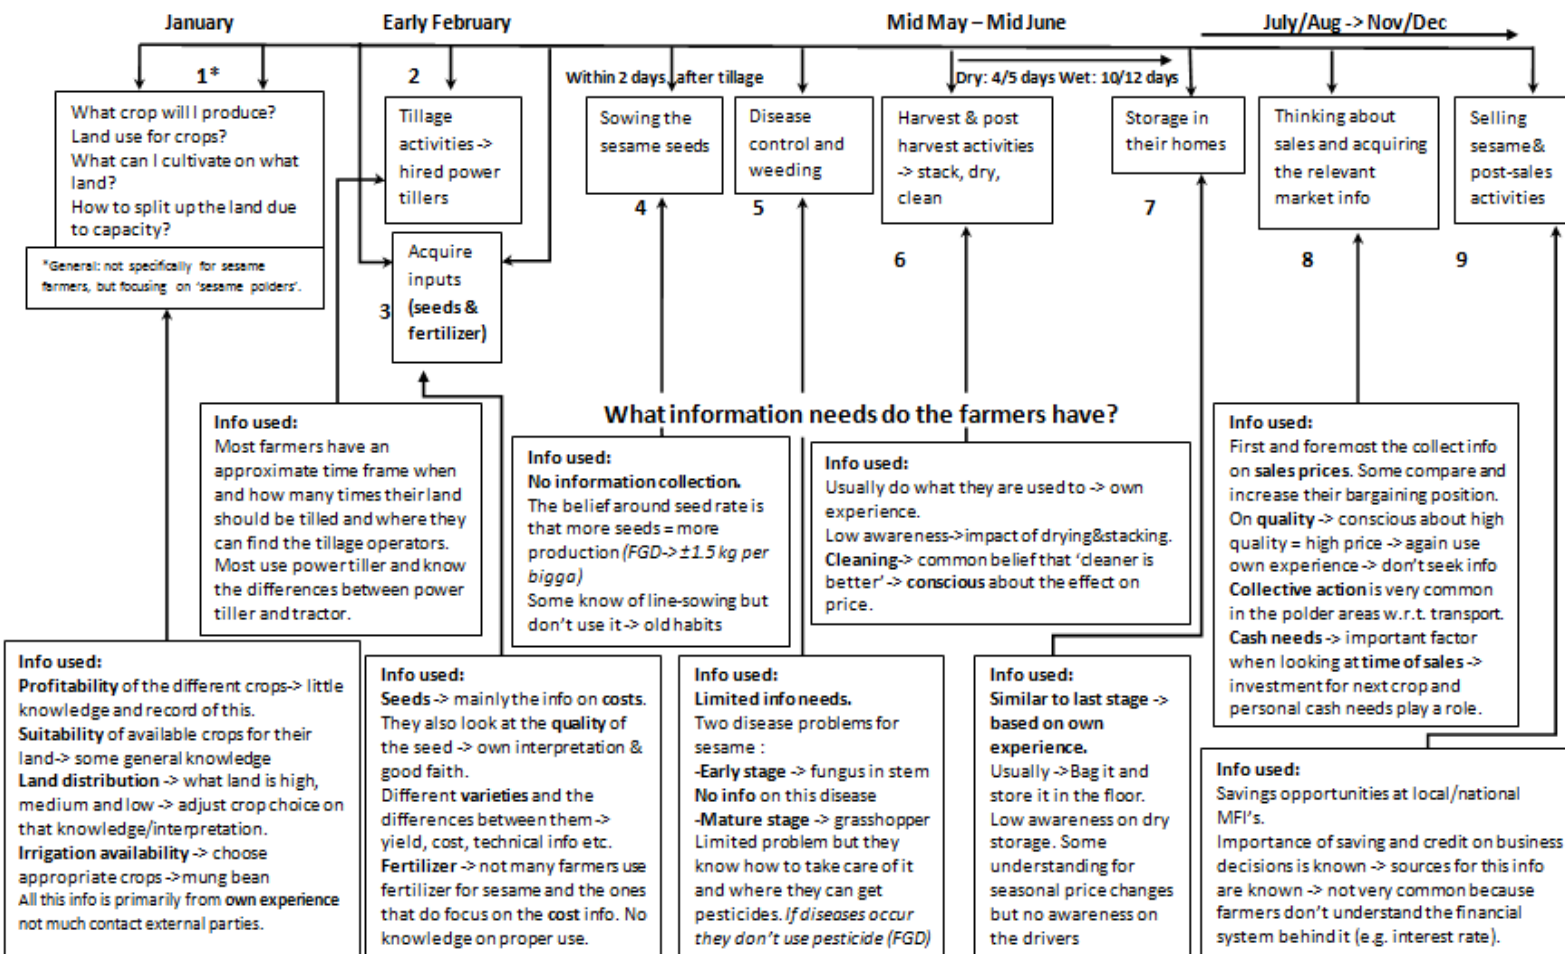 January
Early February
Mid May – Mid June
July/Aug -> Nov/Dec
1*
2
Within 2 days after tillage
Dry: 4/5 days Wet: 10/12 days
What crop will I produce?
Land use for crops?
What can I cultivate on what
land?
How to split up the land due
to capacity?
*General: not specifically for sesame
farmers, but focusing on ‘sesame polders’.
Tillage
activities ->
hired power
tillers
3
Acquire
inputs
(seeds &
fertilizer)
Sowing the
sesame seeds
4
Disease
control and
weeding
5
Harvest & post
harvest activities
-> stack, dry,
clean
6
Storage in
their homes
7
Thinking about
sales and acquiring
the relevant
market info
8
Selling
sesame&
post-sales
activities
9
What information needs do the farmers have?
Info used:
Most farmers have an
approximate time frame when
and how many times their land
should be tilled and where they
can find the tillage operators.
Most use power tiller and know
the differences between power
tiller and tractor.
Info used:
No information collection.
The belief around seed rate is
that more seeds = more
production (FGD-> ±1.5 kg per
bigga)
Some know of line-sowing but
don’t use it -> old habits
Info used:
Usually do what they are used to -> own
experience.
Low awareness->impact of drying&stacking.
Cleaning-> common belief that ‘cleaner is
better’ -> conscious about the effect on
price.
Info used:
First and foremost the collect info
on sales prices. Some compare and
increase their bargaining position.
On quality -> conscious about high
quality = high price -> again use
own experience -> don’t seek info
Collective action is very common
in the polder areas w.r.t. transport.
Cash needs -> important factor
when looking at time of sales ->
investment for next crop and
personal cash needs play a role.
Info used:
Profitability of the different crops-> little
knowledge and record of this.
Suitability of available crops for their
land-> some general knowledge
Land distribution -> what land is high,
medium and low -> adjust crop choice on
that knowledge/interpretation.
Irrigation availability -> choose
appropriate crops ->mung bean
All this info is primarily from own experience
not much contact external parties.
Info used:
Seeds -> mainly the info on costs.
They also look at the quality of
the seed -> own interpretation &
good faith.
Different varieties and the
differences between them ->
yield, cost, technical info etc.
Fertilizer -> not many farmers use
fertilizer for sesame and the ones
that do focus on the cost info. No
knowledge on proper use.
Info used:
Limited info needs.
Two disease problems for
sesame :
-Early stage -> fungus in stem
No info on this disease
-Mature stage -> grasshopper
Limited problem but they
know how to take care of it
and where they can get
pesticides. If diseases occur
they don’t use pesticide (FGD)
Info used:
Similar to last stage ->
based on own
experience.
Usually ->Bag it and
store it in the floor.
Low awareness on dry
storage. Some
understanding for
seasonal price changes
but no awareness on
the drivers
Info used:
Savings opportunities at local/national
MFI’s.
Importance of saving and credit on business
decisions is known -> sources for this info
are known -> not very common because
farmers don’t understand the financial
system behind it (e.g. interest rate).